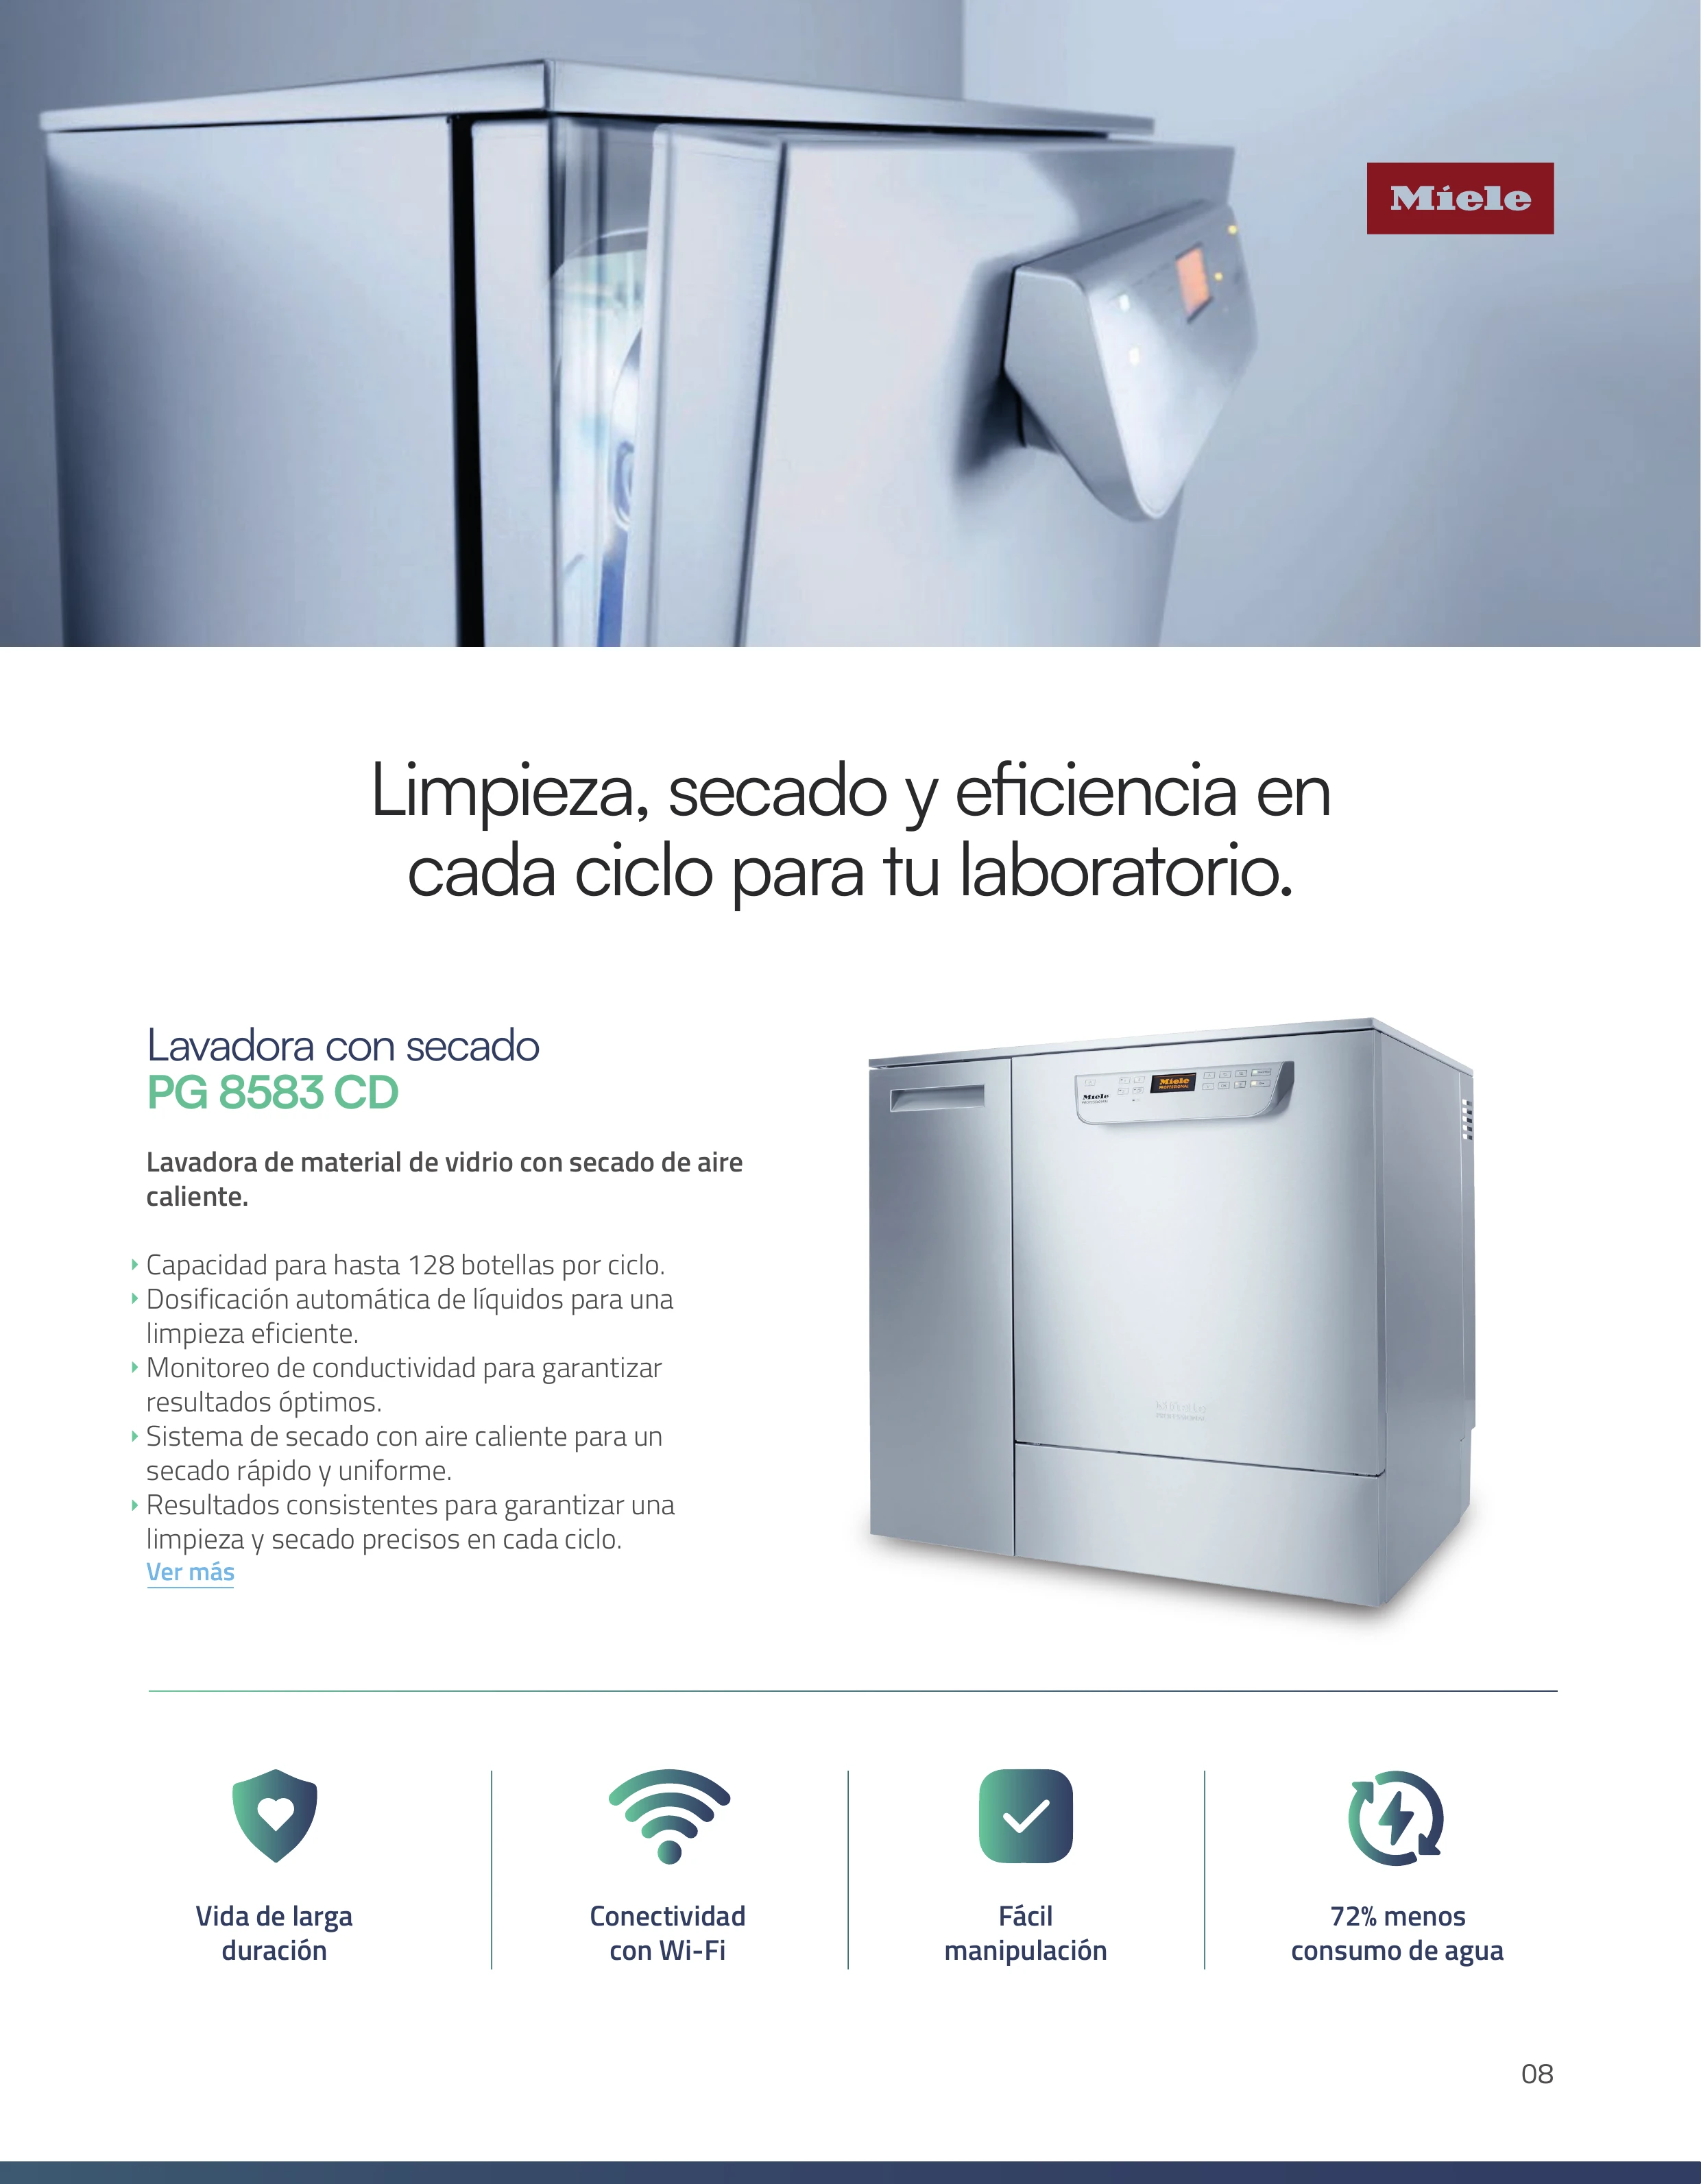 Miele
Limpieza, secado y eficiencia en
cada ciclo para tu laboratorio.
Lavadora con secado
PG 8583 CD
Lavadora de material de vidrio con secado de aire
caliente.
Capacidad para hasta 128 botellas por ciclo.
Dosificación automática de líquidos para una
limpieza eficiente.
Monitoreo de conductividad para garantizar
resultados óptimos.
Sistema de secado con aire caliente para un
secado rápido y uniforme.
Resultados consistentes para garantizar una
limpieza y secado precisos en cada ciclo.
Ver más
Miele
PROFESSIONAL
Miele
Vida de larga
duración
Conectividad
con Wi-Fi
Fácil
manipulación
72% menos
consumo de agua
08